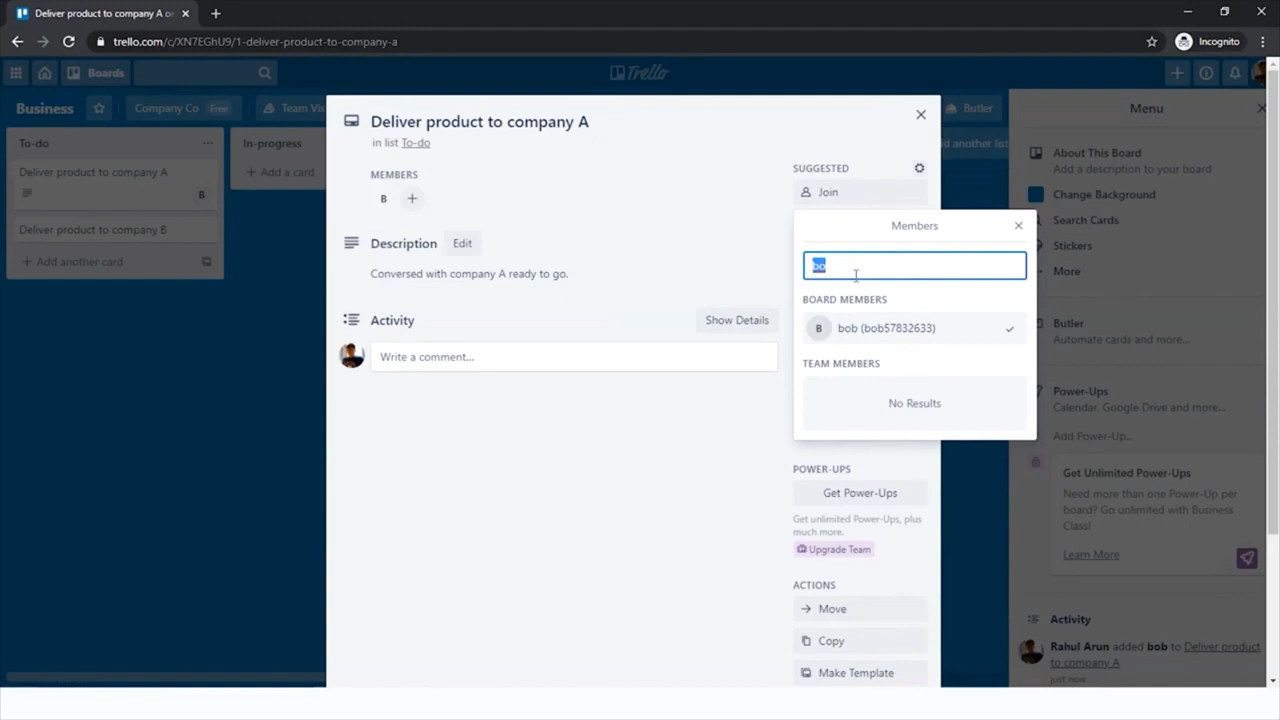 Deliver product to company A or
trello.com/c/XN7EGhU9/1-deliver-product-to-company-a
Incognito
Boards
Trello
Business
Company Co Free
Team Vis
Butler
To-do
Deliver product to company A
B
Deliver product to company B
+ Add another card
In-progress
+ Add a card
d another list
Deliver product to company A
in list To-do
MEMBERS
B +
Description Edit
Conversed with company A ready to go.
Activity Show Details
Write a comment...
SUGGESTED
Join
Members
bo
BOARD MEMBERS
B bob (bob57832633)
TEAM MEMBERS
No Results
POWER-UPS
Get Power-Ups
Get unlimited Power-Ups, plus
much more.
Upgrade Team
ACTIONS
Move
Copy
Make Template
Menu
About This Board
Add a description to your board
Change Background
Search Cards
Stickers
More
Butler
Automate cards and more...
Power-Ups
Calendar, Google Drive and more...
Add Power-Up...
Get Unlimited Power-Ups
Need more than one Power-Up per
board? Go unlimited with Business
Class!
Learn More
Activity
Rahul Arun added bob to Deliver product
to company A
just now